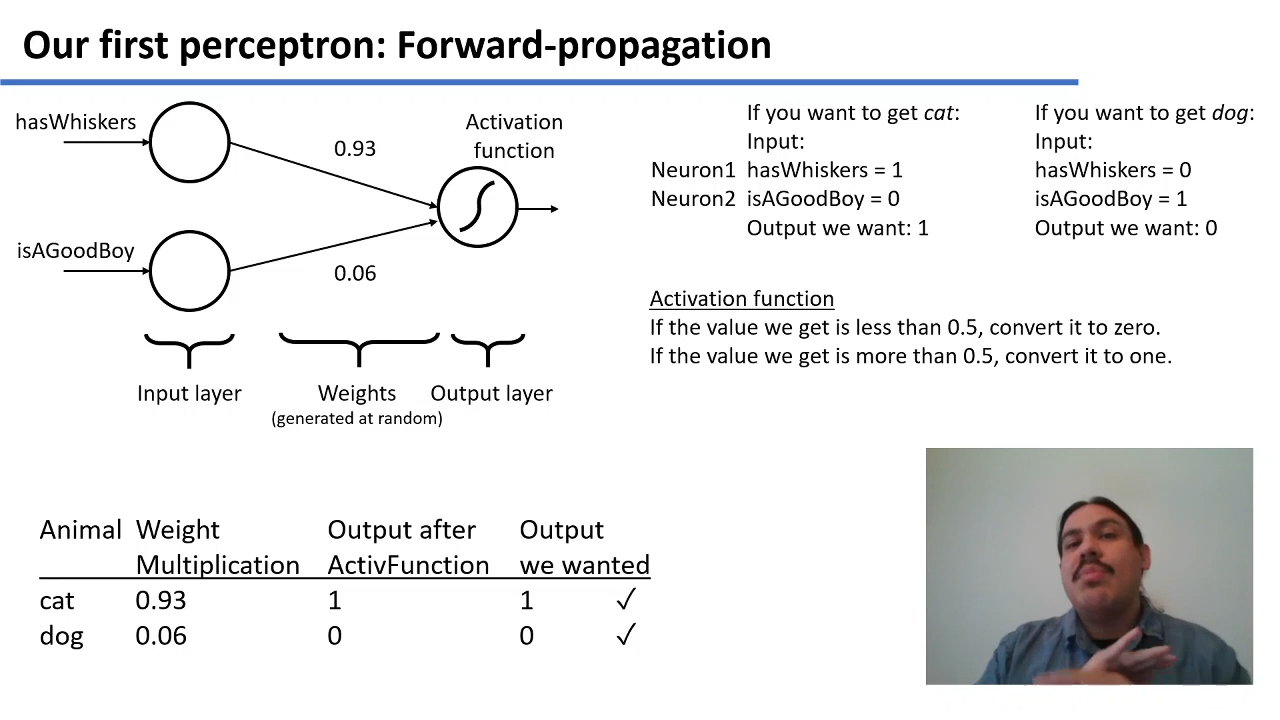 Our first perceptron: Forward-propagation
hasWhiskers
0.93
Activation
function
isAGoodBoy
0.06
Input layer
Weights
(generated at random)
Output layer
If you want to get cat:
Input:
Neuron1 hasWhiskers = 1
Neuron2 isAGoodBoy = 0
Output we want: 1
If you want to get dog:
Input:
hasWhiskers = 0
isAGoodBoy = 1
Output we want: 0
Activation function
If the value we get is less than 0.5, convert it to zero.
If the value we get is more than 0.5, convert it to one.
Animal Weight Output after Output
Multiplication ActivFunction we wanted
cat 0.93 1 1 ✓
dog 0.06 0 0 ✓